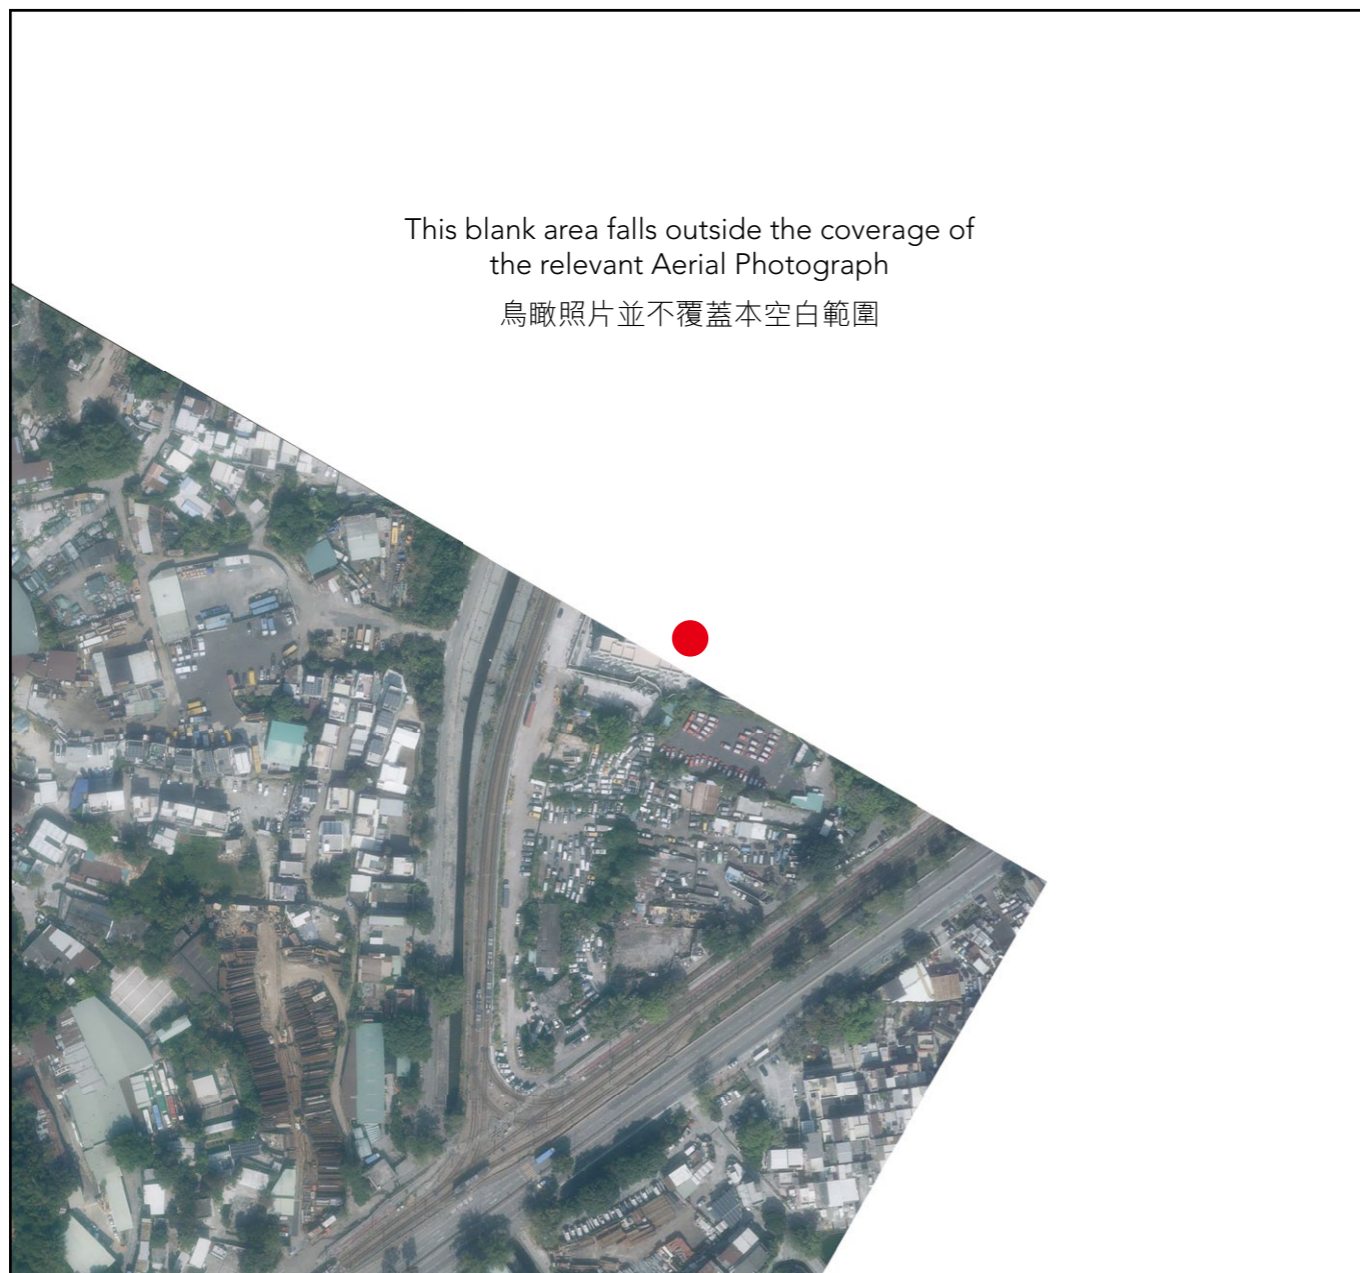 This blank area falls outside the coverage of
the relevant Aerial Photograph
鳥瞰照片並不覆蓋本空白範圍